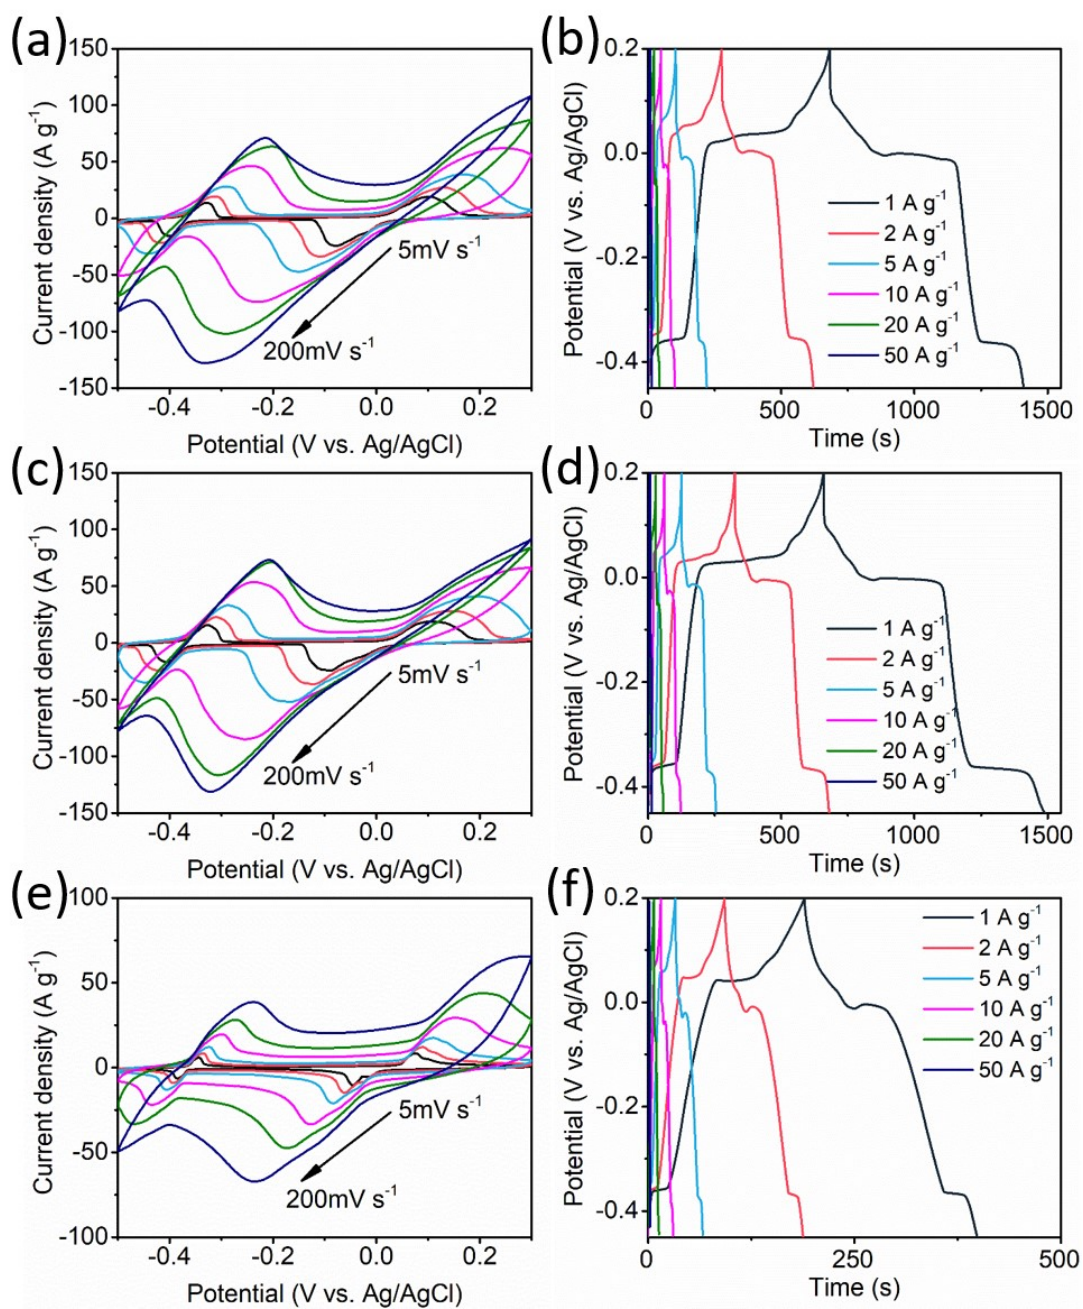 (a)
150
100
50
0
-50
-100
-150
Current density (A g⁻¹)
5mV s⁻¹
200mV s⁻¹
-0.4
-0.2
0.0
0.2
Potential (V vs. Ag/AgCl)
(b)
0.2
0.0
-0.2
-0.4
Potential (V vs. Ag/AgCl)
1 A g⁻¹
2 A g⁻¹
5 A g⁻¹
10 A g⁻¹
20 A g⁻¹
50 A g⁻¹
0
500
1000
1500
Time (s)
(c)
150
100
50
0
-50
-100
-150
Current density (A g⁻¹)
5mV s⁻¹
200mV s⁻¹
-0.4
-0.2
0.0
0.2
Potential (V vs. Ag/AgCl)
(d)
0.2
0.0
-0.2
-0.4
Potential (V vs. Ag/AgCl)
1 A g⁻¹
2 A g⁻¹
5 A g⁻¹
10 A g⁻¹
20 A g⁻¹
50 A g⁻¹
0
500
1000
1500
Time (s)
(e)
100
50
0
-50
-100
Current density (A g⁻¹)
5mV s⁻¹
200mV s⁻¹
-0.4
-0.2
0.0
0.2
Potential (V vs. Ag/AgCl)
(f)
0.2
0.0
-0.2
-0.4
Potential (V vs. Ag/AgCl)
1 A g⁻¹
2 A g⁻¹
5 A g⁻¹
10 A g⁻¹
20 A g⁻¹
50 A g⁻¹
0
250
500
Time (s)